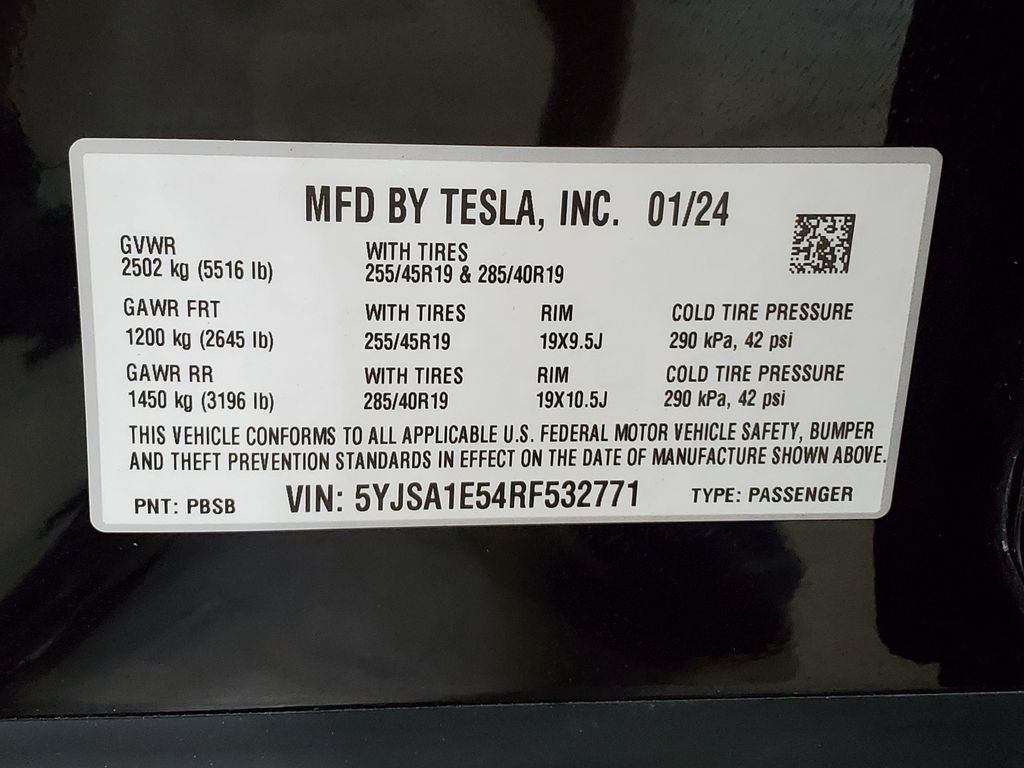 MFD BY TESLA, INC. 01/24
GVWR WITH TIRES
2502 kg (5516 lb) 255/45R19 & 285/40R19
GAWR FRT WITH TIRES RIM COLD TIRE PRESSURE
1200 kg (2645 lb) 255/45R19 19X9.5J 290 kPa, 42 psi
GAWR RR WITH TIRES RIM COLD TIRE PRESSURE
1450 kg (3196 lb) 285/40R19 19X10.5J 290 kPa, 42 psi
THIS VEHICLE CONFORMS TO ALL APPLICABLE U.S. FEDERAL MOTOR VEHICLE SAFETY, BUMPER
AND THEFT PREVENTION STANDARDS IN EFFECT ON THE DATE OF MANUFACTURE SHOWN ABOVE.
PNT: PBSB VIN: 5YJSA1E54RF532771 TYPE: PASSENGER